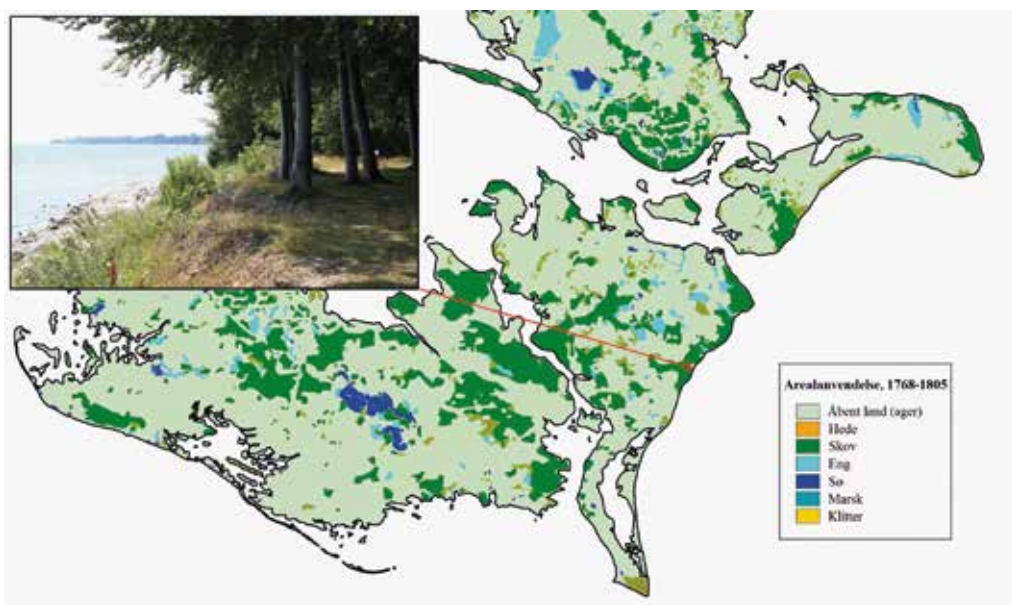 Arealanvendelse, 1768-1805
Åbent land (ager)
Hede
Skov
Eng
Sø
Marsk
Klitter